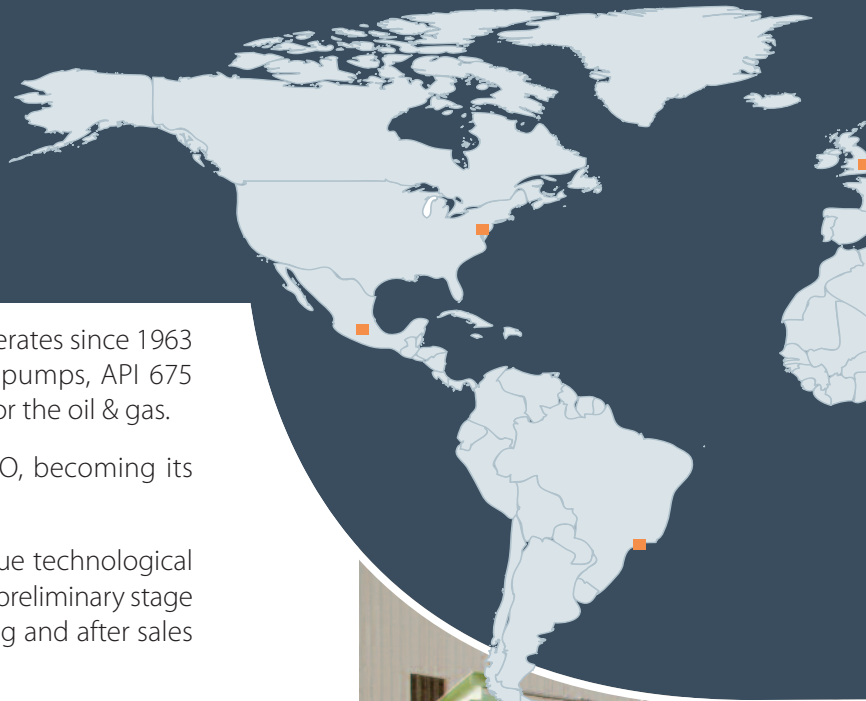 erates since 1963
pumps, API 675
or the oil & gas.
O, becoming its
ue technological
preliminary stage
g and after sales